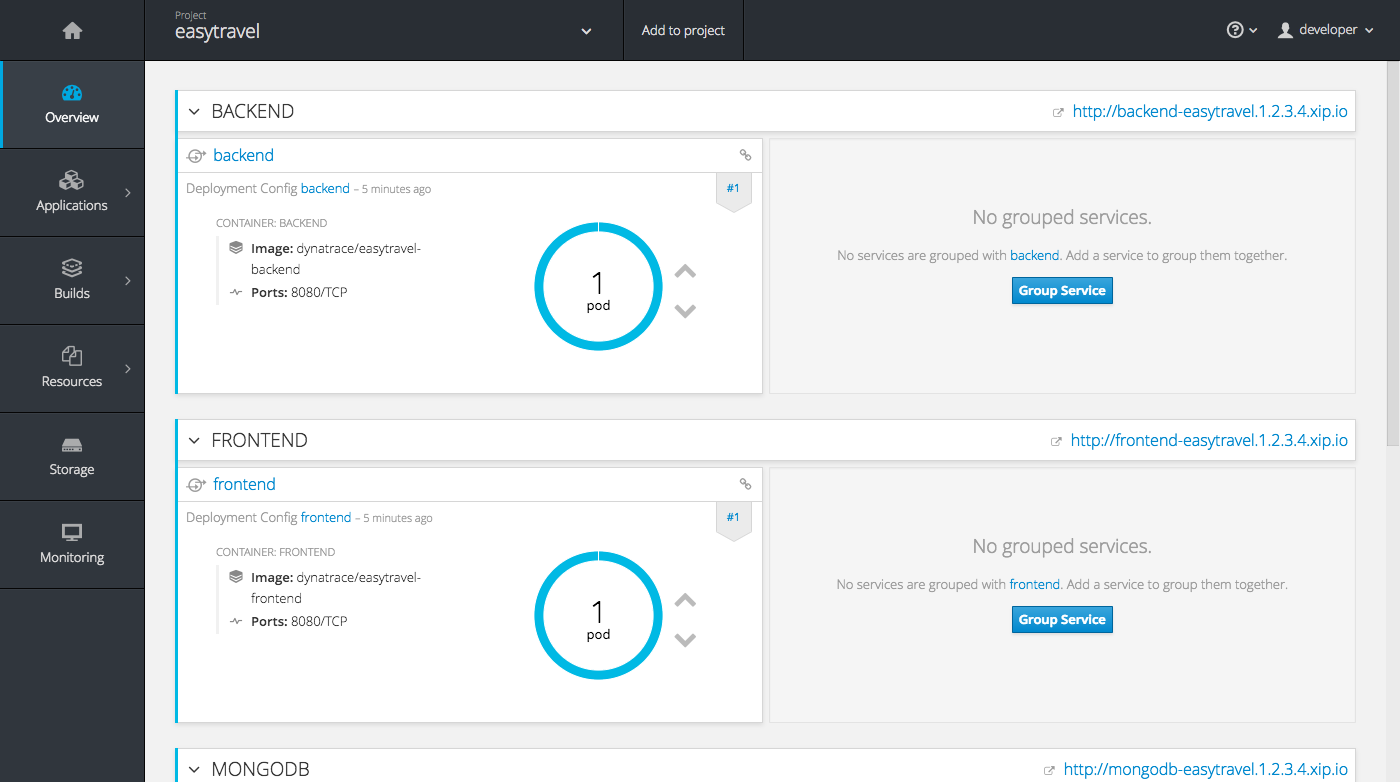 Project
easytravel
Add to project
developer
Overview
Applications
Builds
Resources
Storage
Monitoring
BACKEND
http://backend-easytravel.1.2.3.4.xip.io
backend
Deployment Config backend – 5 minutes ago
#1
CONTAINER: BACKEND
Image: dynatrace/easytravel-
backend
Ports: 8080/TCP
1
pod
No grouped services.
No services are grouped with backend. Add a service to group them together.
Group Service
FRONTEND
http://frontend-easytravel.1.2.3.4.xip.io
frontend
Deployment Config frontend – 5 minutes ago
#1
CONTAINER: FRONTEND
Image: dynatrace/easytravel-
frontend
Ports: 8080/TCP
1
pod
No grouped services.
No services are grouped with frontend. Add a service to group them together.
Group Service
MONGODB
http://mongodb-easytravel.1.2.3.4.xip.io